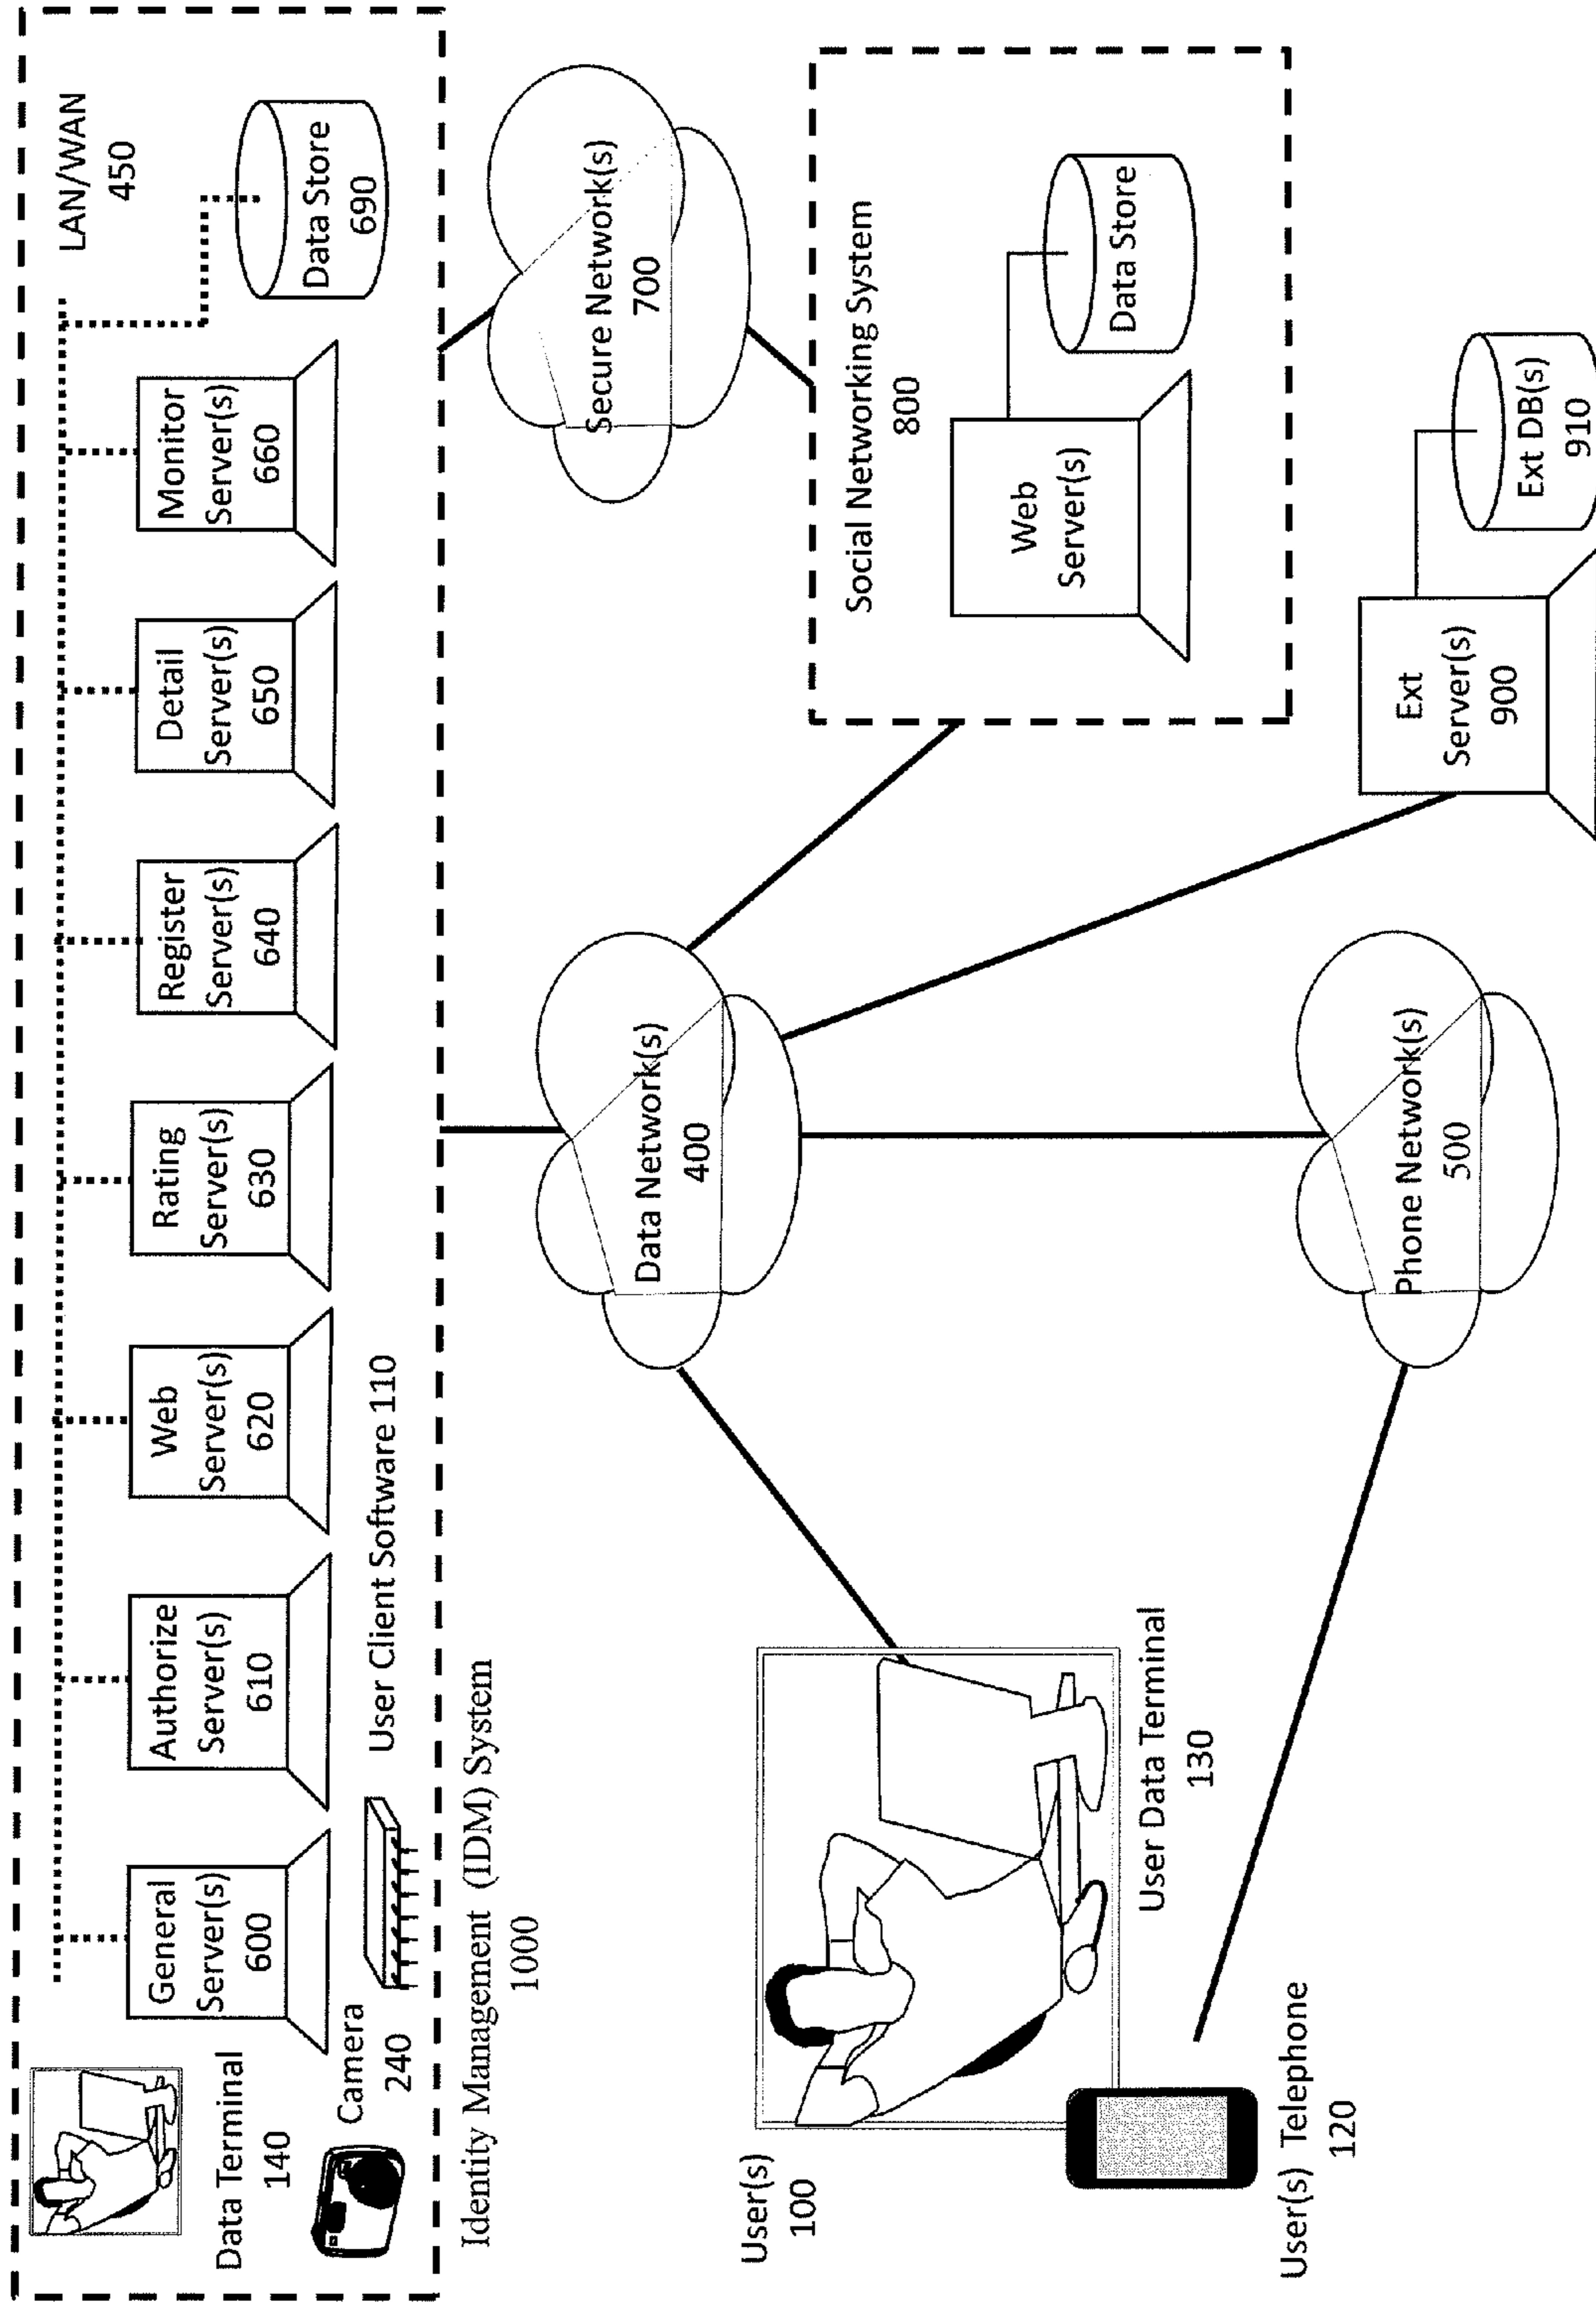 LAN/WAN
450
General
Server(s)
600
Authorize
Server(s)
610
Web
Server(s)
620
Rating
Server(s)
630
Register
Server(s)
640
Detail
Server(s)
650
Monitor
Server(s)
660
Data Store
690
Data Terminal
140
Camera
240
User Client Software 110
Identity Management (IDM) System
1000
Secure Network(s)
700
Data Network(s)
400
Social Networking System
800
Web
Server(s)
Data Store
User(s)
100
User Data Terminal
130
User(s) Telephone
120
Phone Network(s)
500
Ext
Server(s)
900
Ext DB(s)
910